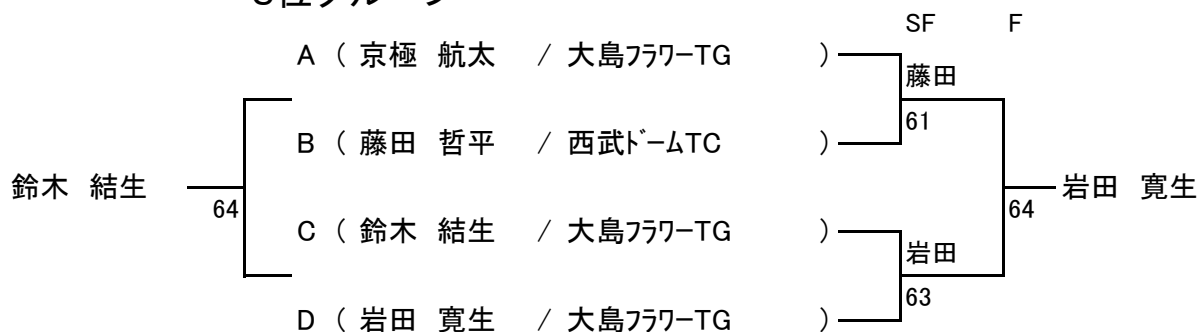 SF F
A ( 京極 航太 / 大島ﾌﾗﾜｰTG )
藤田
61
B ( 藤田 哲平 / 西武ﾄﾞｰﾑTC )
鈴木 結生
64
岩田 寛生
64
C ( 鈴木 結生 / 大島ﾌﾗﾜｰTG )
岩田
63
D ( 岩田 寛生 / 大島ﾌﾗﾜｰTG )